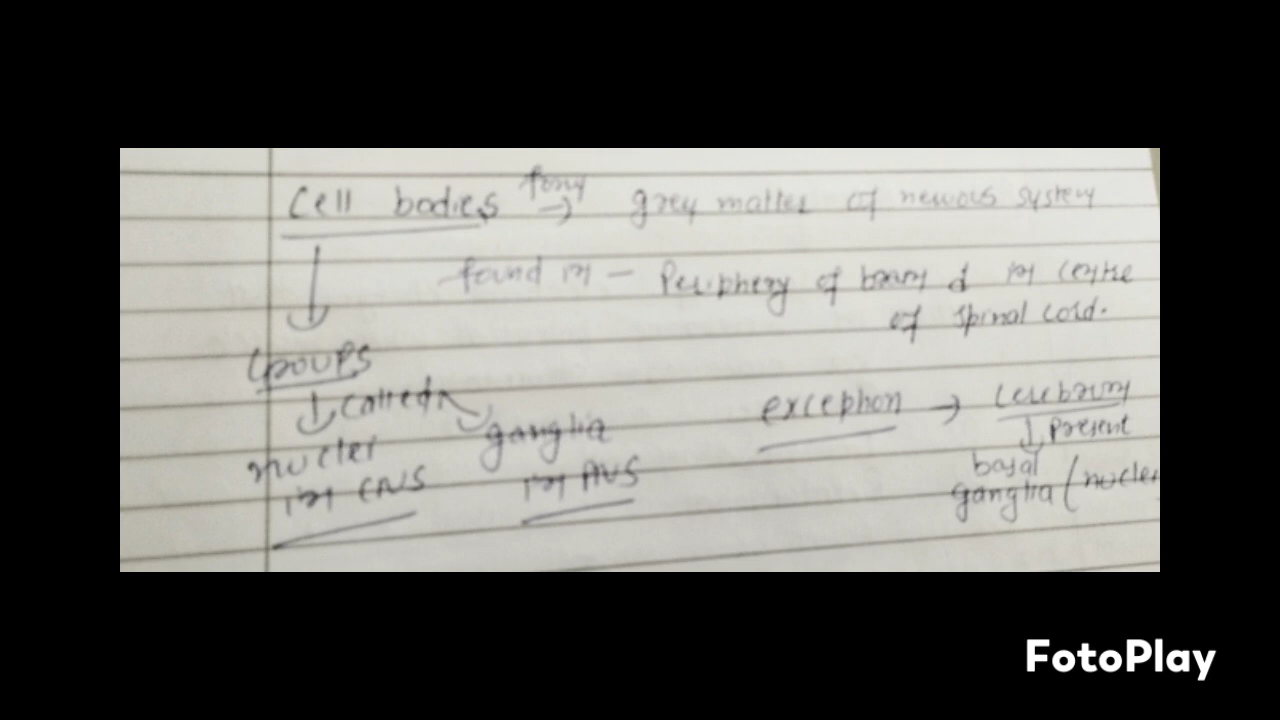 Cell bodies form → grey matter of nervous system
found in - Periphery of brain & in centre
of spinal cord.
Groups
↓ called
nuclei
in CNS
ganglia
in PNS
exception → cerebrum
↓ present
basal
ganglia (nuclei
FotoPlay